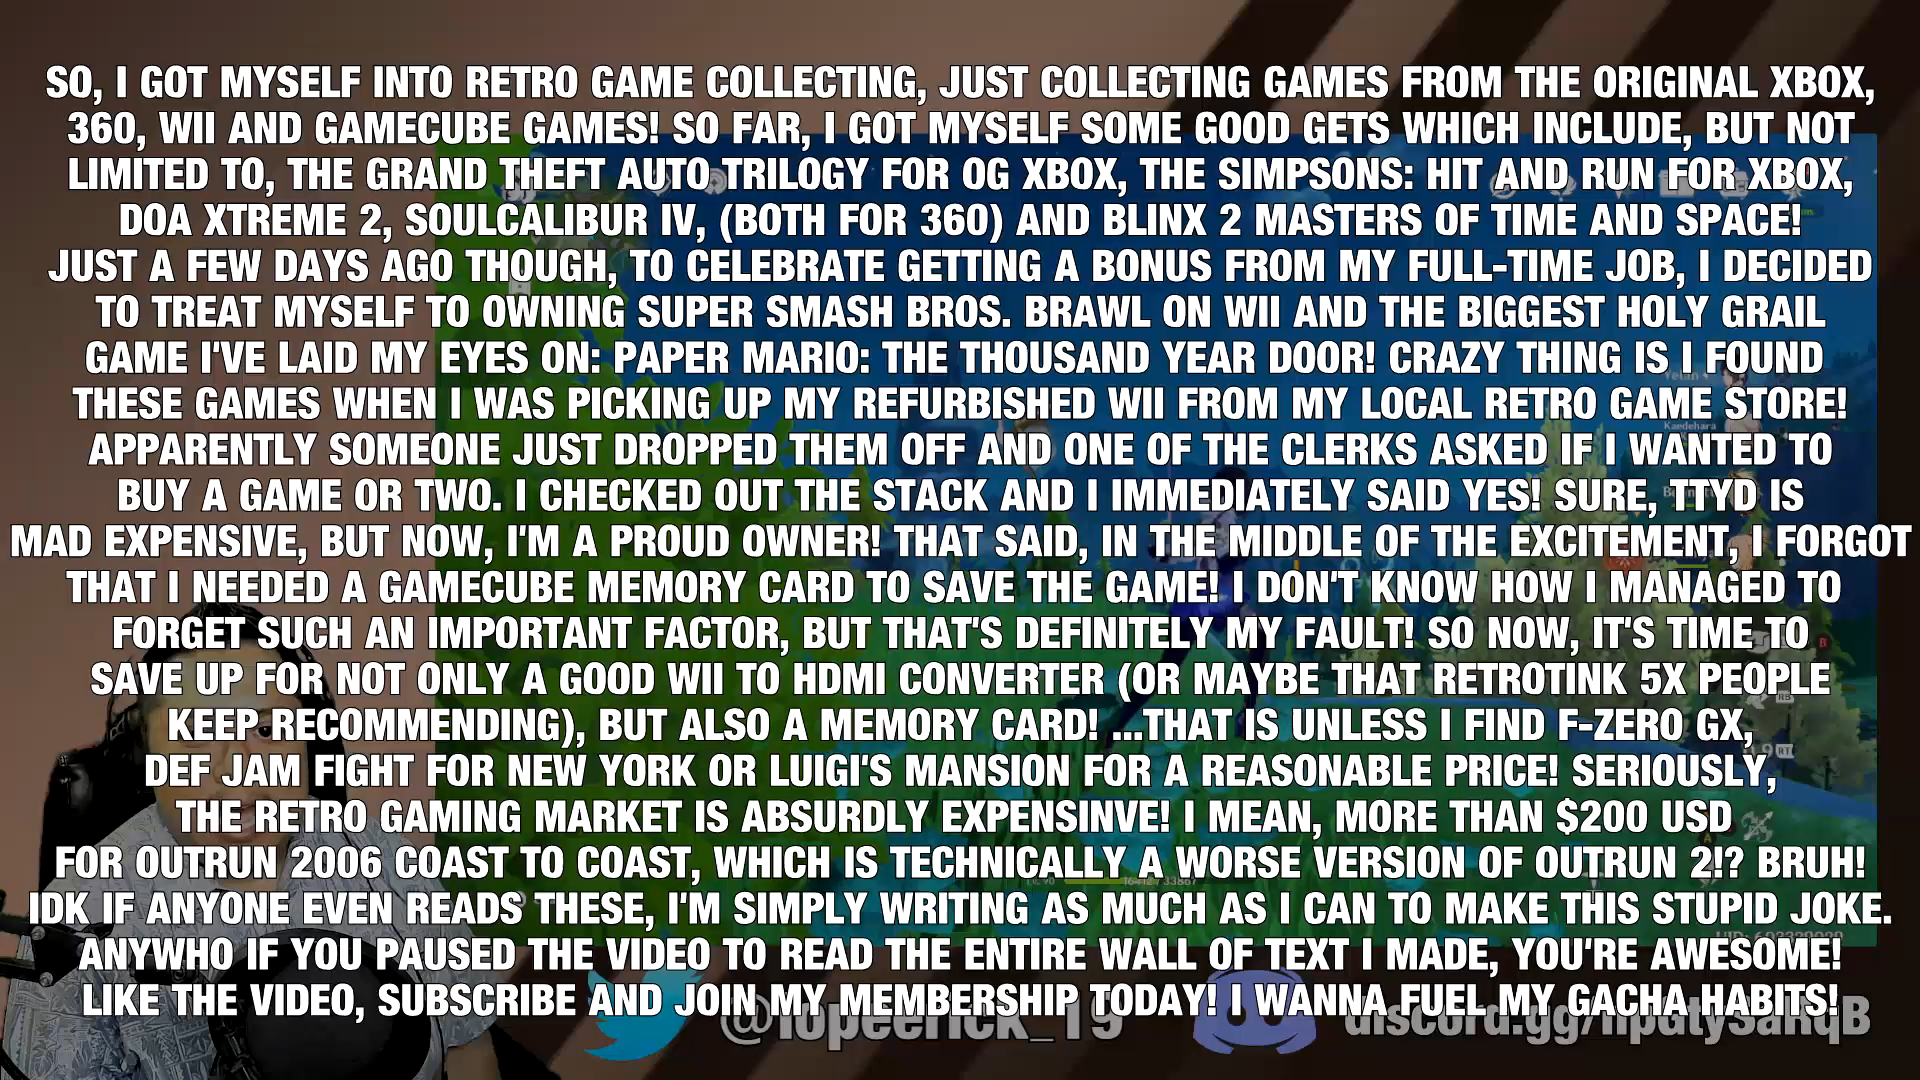 SO, I GOT MYSELF INTO RETRO GAME COLLECTING, JUST COLLECTING GAMES FROM THE ORIGINAL XBOX,
360, WII AND GAMECUBE GAMES! SO FAR, I GOT MYSELF SOME GOOD GETS WHICH INCLUDE, BUT NOT
LIMITED TO, THE GRAND THEFT AUTO TRILOGY FOR OG XBOX, THE SIMPSONS: HIT AND RUN FOR XBOX,
DOA XTREME 2, SOULCALIBUR IV, (BOTH FOR 360) AND BLINX 2 MASTERS OF TIME AND SPACE!
JUST A FEW DAYS AGO THOUGH, TO CELEBRATE GETTING A BONUS FROM MY FULL-TIME JOB, I DECIDED
TO TREAT MYSELF TO OWNING SUPER SMASH BROS. BRAWL ON WII AND THE BIGGEST HOLY GRAIL
GAME I'VE LAID MY EYES ON: PAPER MARIO: THE THOUSAND YEAR DOOR! CRAZY THING IS I FOUND
THESE GAMES WHEN I WAS PICKING UP MY REFURBISHED WII FROM MY LOCAL RETRO GAME STORE!
APPARENTLY SOMEONE JUST DROPPED THEM OFF AND ONE OF THE CLERKS ASKED IF I WANTED TO
BUY A GAME OR TWO. I CHECKED OUT THE STACK AND I IMMEDIATELY SAID YES! SURE, TTYD IS
MAD EXPENSIVE, BUT NOW, I'M A PROUD OWNER! THAT SAID, IN THE MIDDLE OF THE EXCITEMENT, I FORGOT
THAT I NEEDED A GAMECUBE MEMORY CARD TO SAVE THE GAME! I DON'T KNOW HOW I MANAGED TO
FORGET SUCH AN IMPORTANT FACTOR, BUT THAT'S DEFINITELY MY FAULT! SO NOW, IT'S TIME TO
SAVE UP FOR NOT ONLY A GOOD WII TO HDMI CONVERTER (OR MAYBE THAT RETROTINK 5X PEOPLE
KEEP RECOMMENDING), BUT ALSO A MEMORY CARD! ...THAT IS UNLESS I FIND F-ZERO GX,
DEF JAM FIGHT FOR NEW YORK OR LUIGI'S MANSION FOR A REASONABLE PRICE! SERIOUSLY,
THE RETRO GAMING MARKET IS ABSURDLY EXPENSINVE! I MEAN, MORE THAN $200 USD
FOR OUTRUN 2006 COAST TO COAST, WHICH IS TECHNICALLY A WORSE VERSION OF OUTRUN 2!? BRUH!
IDK IF ANYONE EVEN READS THESE, I'M SIMPLY WRITING AS MUCH AS I CAN TO MAKE THIS STUPID JOKE.
ANYWHO IF YOU PAUSED THE VIDEO TO READ THE ENTIRE WALL OF TEXT I MADE, YOU'RE AWESOME!
LIKE THE VIDEO, SUBSCRIBE AND JOIN MY MEMBERSHIP TODAY! I WANNA FUEL MY GACHA HABITS!